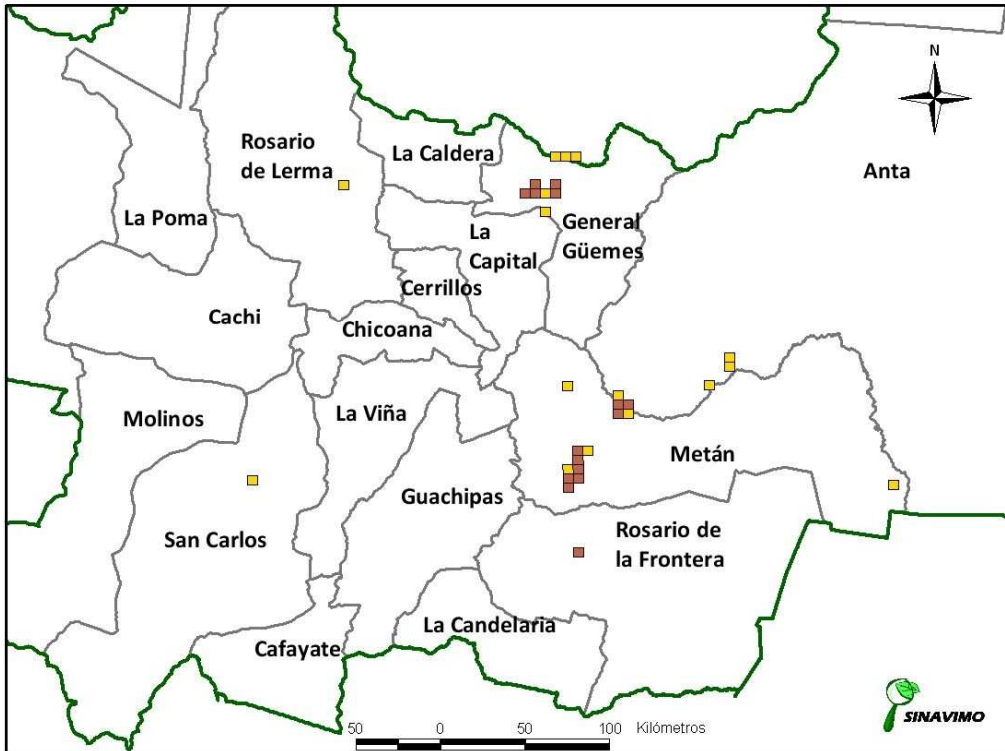 N
La Caldera
Rosario
de Lerma
Anta
La Poma
General
Güemes
La
Capital
Cerrillos
Cachi
Chicoana
Molinos
La Viña
Metán
Guachipas
San Carlos
Rosario de
la Frontera
La Candelaria
Cafayate
SINAVIMO
50 0 50 100 Kilómetros